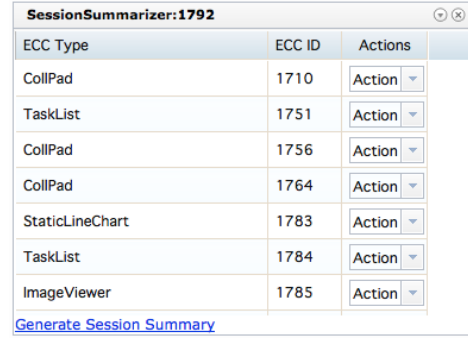 SessionSummarizer:1792
ECC Type ECC ID Actions
CollPad 1710 Action
TaskList 1751 Action
CollPad 1756 Action
CollPad 1764 Action
StaticLineChart 1783 Action
TaskList 1784 Action
ImageViewer 1785 Action
Generate Session Summary